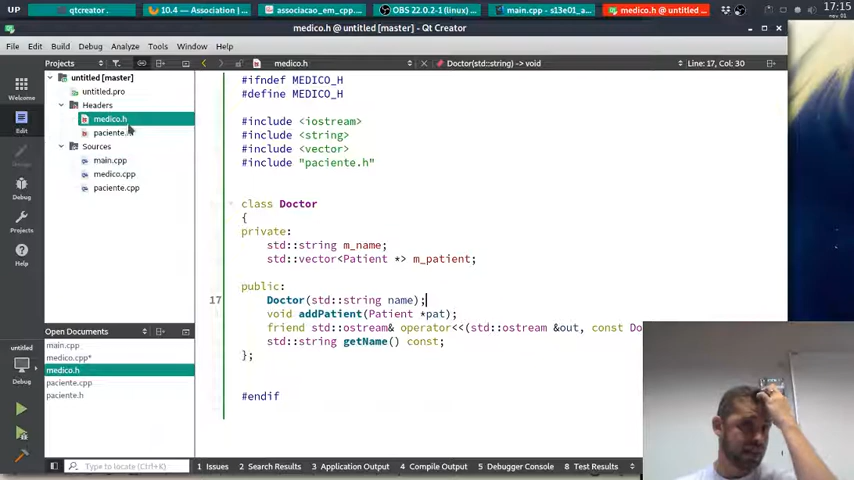 UP
qtcreator .
10.4 — Association...
associacao_em_cpp....
OBS 22.0.2-1 (linux) ...
main.cpp - s13e01_a...
medico.h @ untitled ...
17:15
medico.h @ untitled [master] - Qt Creator
File Edit Build Debug Analyze Tools Window Help
Projects
medico.h
Doctor(std::string) -> void
Line: 17, Col: 30
Welcome
Edit
Design
Debug
Projects
Help
untitled
untitled [master]
untitled.pro
Headers
medico.h
paciente.h
Sources
main.cpp
medico.cpp
paciente.cpp
Open Documents
main.cpp
medico.cpp*
medico.h
paciente.cpp
paciente.h
#ifndef MEDICO_H
#define MEDICO_H
#include <iostream>
#include <string>
#include <vector>
#include "paciente.h"
class Doctor
{
private:
std::string m_name;
std::vector<Patient *> m_patient;
public:
17 Doctor(std::string name);
void addPatient(Patient *pat);
friend std::ostream& operator<<(std::ostream &out, const Do
std::string getName() const;
};
#endif
Type to locate (Ctrl+K)
1 Issues 2 Search Results 3 Application Output 4 Compile Output 5 Debugger Console 8 Test Results